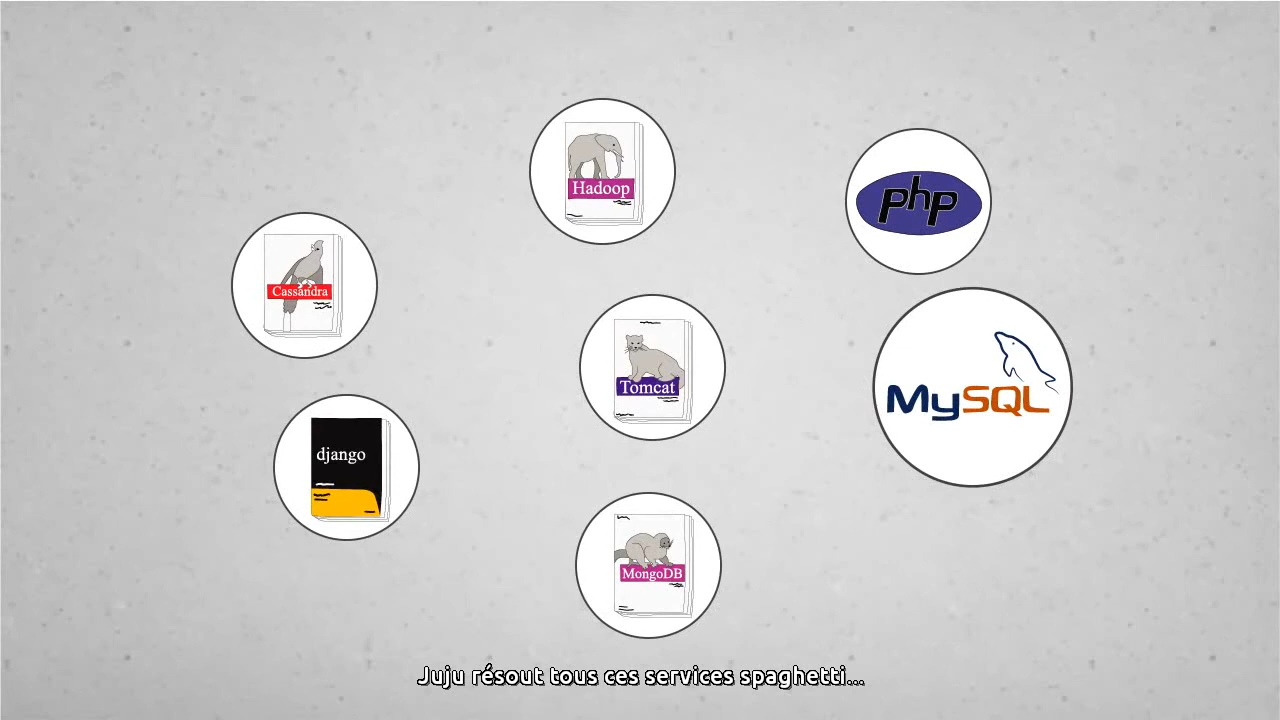 Hadoop
php
Cassandra
Tomcat
MySQL
django
MongoDB
Juju résout tous ces services spaghetti...